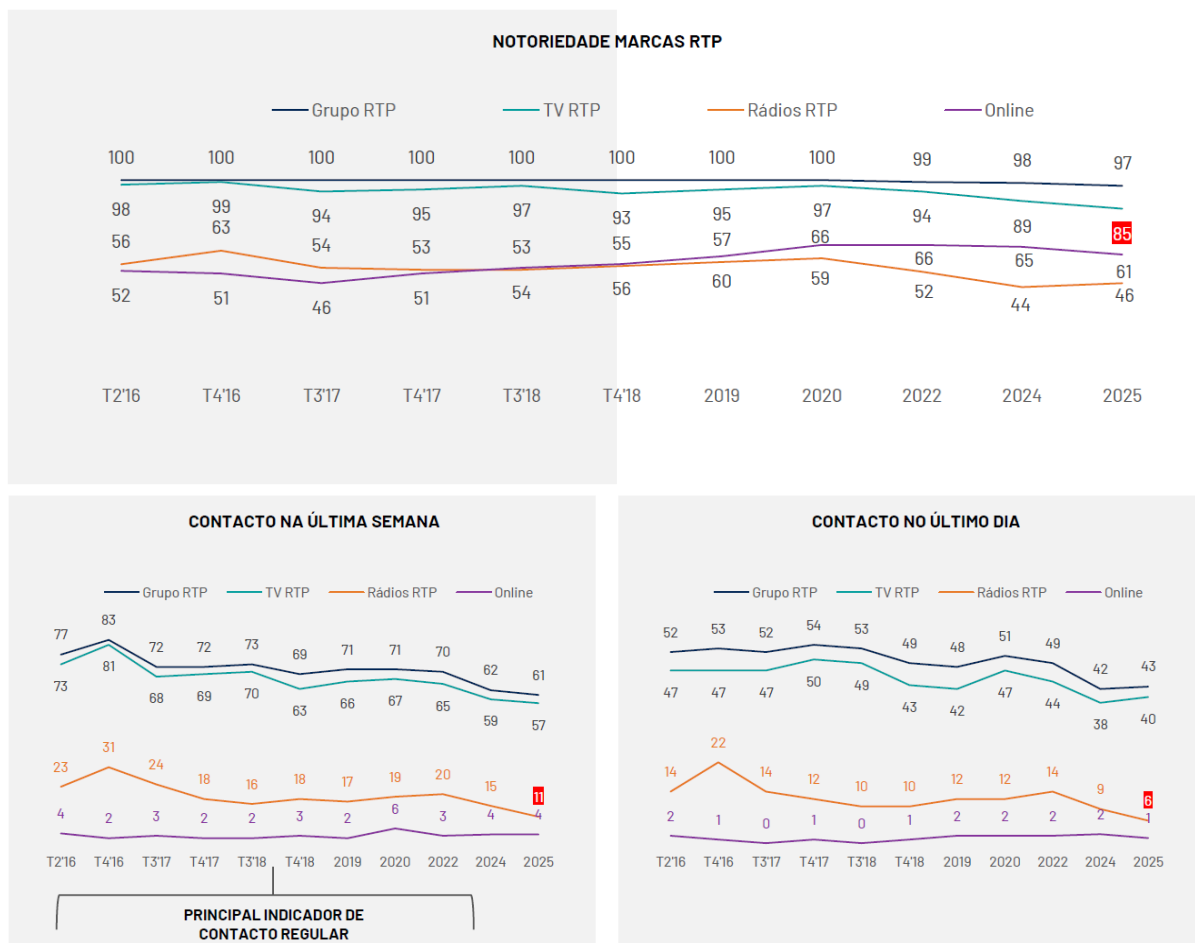 NOTORIEDADE MARCAS RTP
Grupo RTP TV RTP Rádios RTP Online
100 100 100 100 100 100 100 100 99 98 97
98 99 94 95 97 93 95 97 94 89 85
56 63 54 53 53 55 57 66 66 65 61
52 51 46 51 54 56 60 59 52 44 46
T2'16 T4'16 T3'17 T4'17 T3'18 T4'18 2019 2020 2022 2024 2025
CONTACTO NA ÚLTIMA SEMANA
Grupo RTP TV RTP Rádios RTP Online
77 83 72 72 73 69 71 71 70 62 61
73 81 68 69 70 63 66 67 65 59 57
23 31 24 18 16 18 17 19 20 15 11
4 2 3 2 2 3 2 6 3 4 4
T2'16 T4'16 T3'17 T4'17 T3'18 T4'18 2019 2020 2022 2024 2025
PRINCIPAL INDICADOR DE
CONTACTO REGULAR
CONTACTO NO ÚLTIMO DIA
Grupo RTP TV RTP Rádios RTP Online
52 53 52 54 53 49 48 51 49 42 43
47 47 47 50 49 43 42 47 44 38 40
14 22 14 12 10 10 12 12 14 9 6
2 1 0 1 0 1 2 2 2 2 1
T2'16 T4'16 T3'17 T4'17 T3'18 T4'18 2019 2020 2022 2024 2025